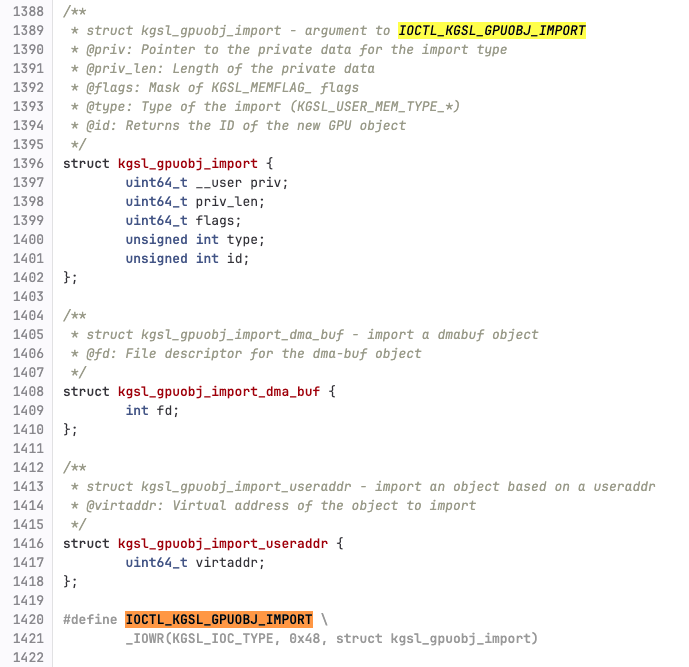 1388 /**
1389  * struct kgsl_gpuobj_import - argument to IOCTL_KGSL_GPUOBJ_IMPORT
1390  * @priv: Pointer to the private data for the import type
1391  * @priv_len: Length of the private data
1392  * @flags: Mask of KGSL_MEMFLAG_ flags
1393  * @type: Type of the import (KGSL_USER_MEM_TYPE_*)
1394  * @id: Returns the ID of the new GPU object
1395  */
1396 struct kgsl_gpuobj_import {
1397         uint64_t __user priv;
1398         uint64_t priv_len;
1399         uint64_t flags;
1400         unsigned int type;
1401         unsigned int id;
1402 };
1403
1404 /**
1405  * struct kgsl_gpuobj_import_dma_buf - import a dmabuf object
1406  * @fd: File descriptor for the dma-buf object
1407  */
1408 struct kgsl_gpuobj_import_dma_buf {
1409         int fd;
1410 };
1411
1412 /**
1413  * struct kgsl_gpuobj_import_useraddr - import an object based on a useraddr
1414  * @virtaddr: Virtual address of the object to import
1415  */
1416 struct kgsl_gpuobj_import_useraddr {
1417         uint64_t virtaddr;
1418 };
1419
1420 #define IOCTL_KGSL_GPUOBJ_IMPORT \
1421         _IOWR(KGSL_IOC_TYPE, 0x48, struct kgsl_gpuobj_import)
1422